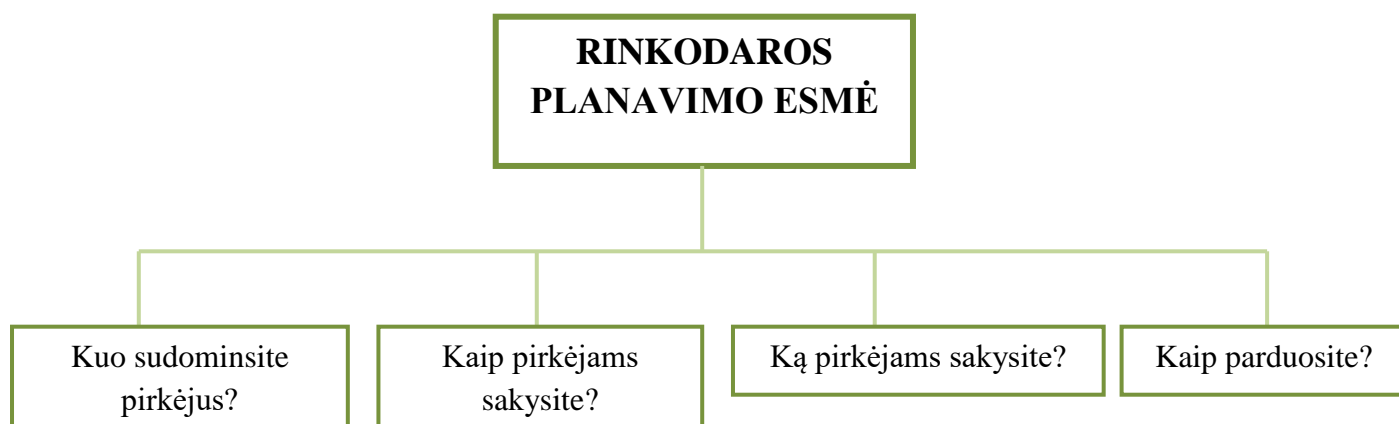 RINKODAROS
PLANAVIMO ESMĖ
Kuo sudominsite
pirkėjus?
Kaip pirkėjams
sakysite?
Ką pirkėjams sakysite?
Kaip parduosite?